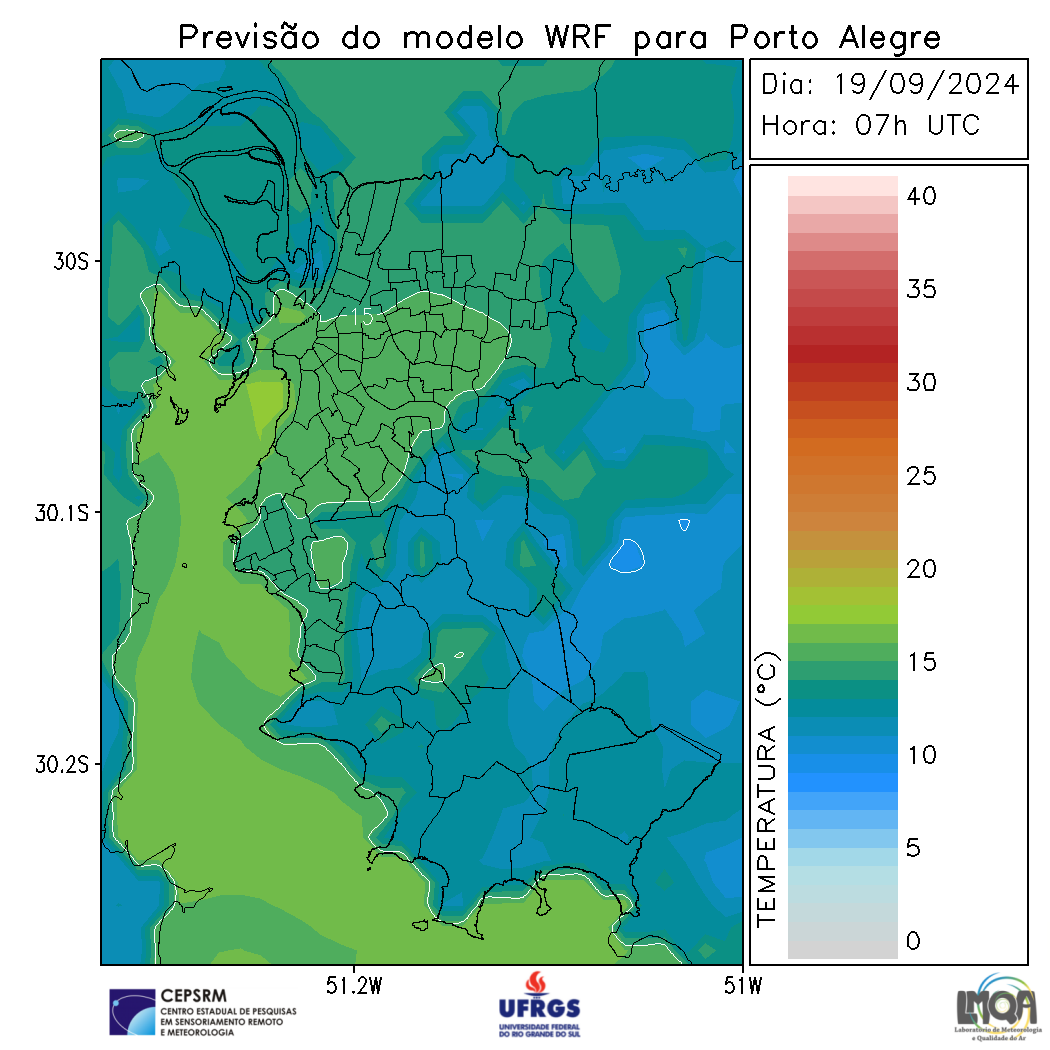 Previsão do modelo WRF para Porto Alegre
Dia: 19/09/2024
Hora: 07h UTC
40
35
30
25
20
15
10
5
0
TEMPERATURA (°C)
15
30S
30.1S
30.2S
51.2W
51W
CEPSRM
CENTRO ESTADUAL DE PESQUISAS
EM SENSORIAMENTO REMOTO
E METEOROLOGIA
UFRGS
UNIVERSIDADE FEDERAL
DO RIO GRANDE DO SUL
LMQA
Laboratório de Meteorologia
e Qualidade do Ar